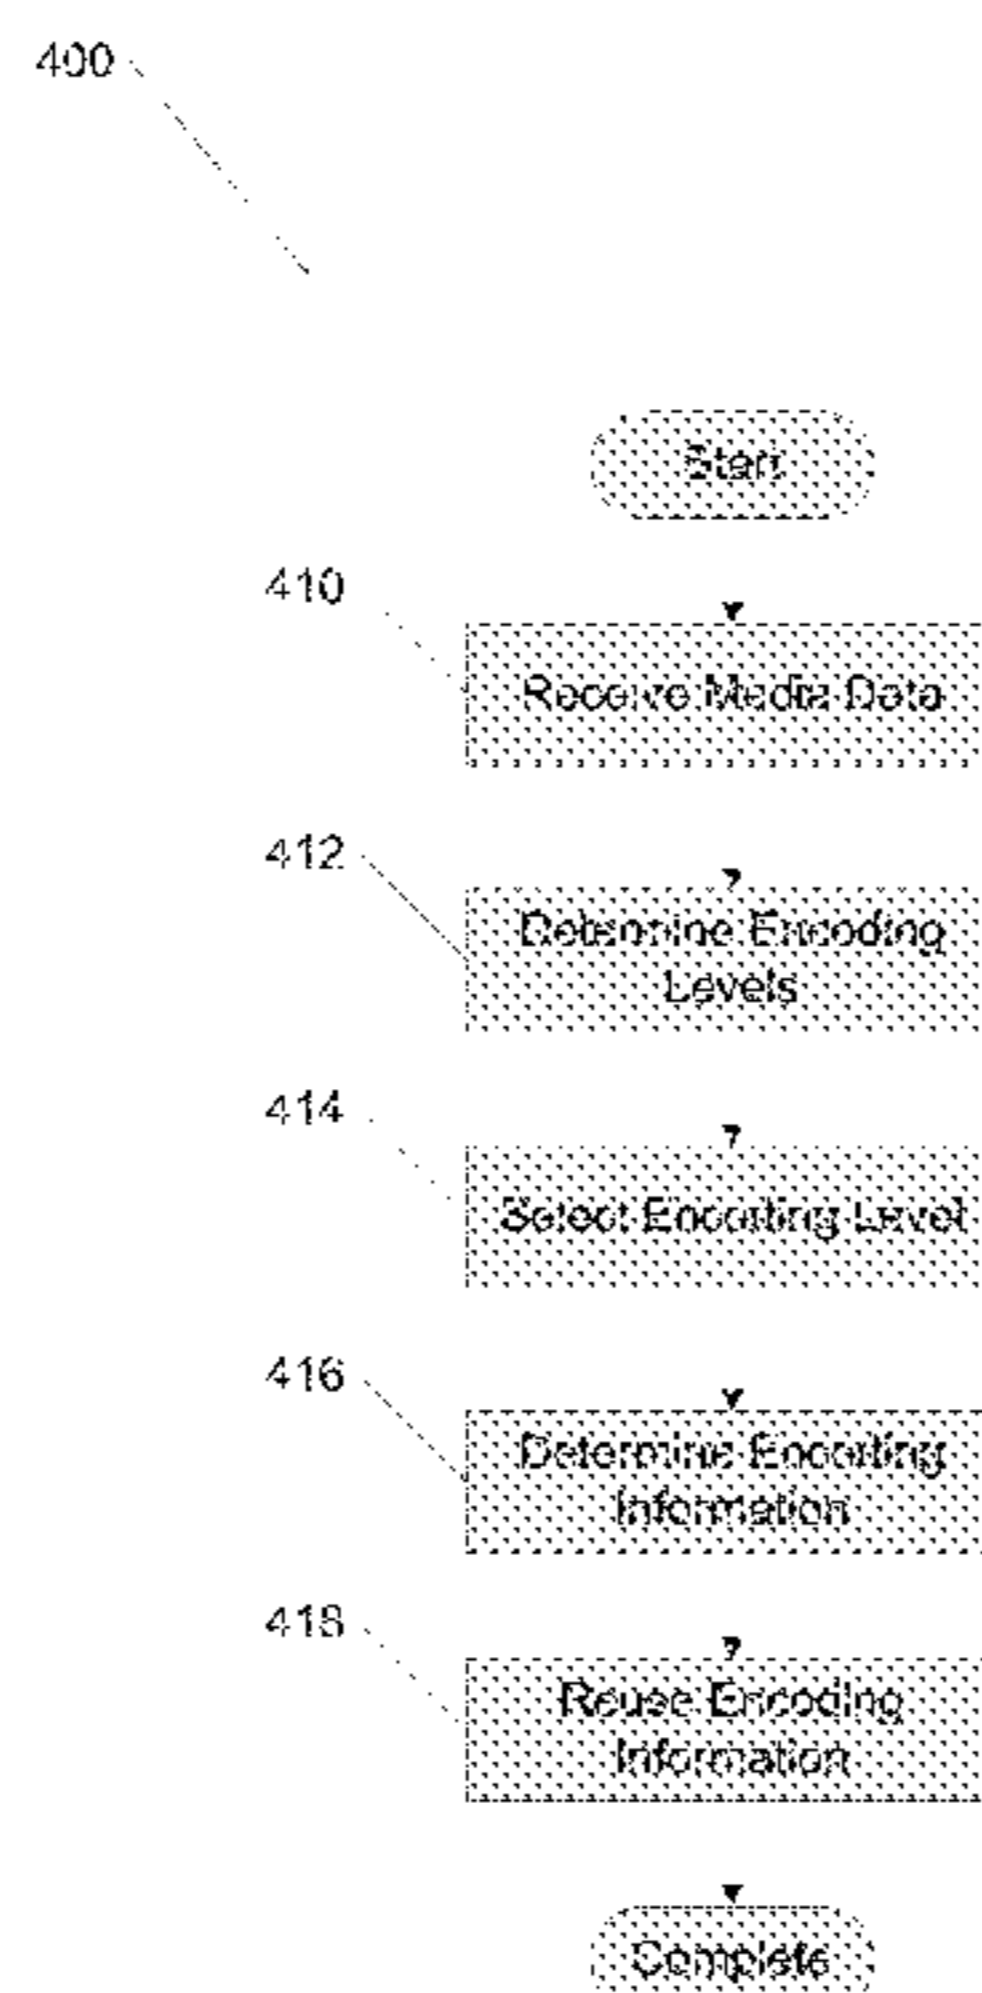 400
Start
410
Receive Media Data
412
Determine Encoding
Levels
414
Select Encoding Level
416
Determine Encoding
Information
418
Reuse Encoding
Information
Complete